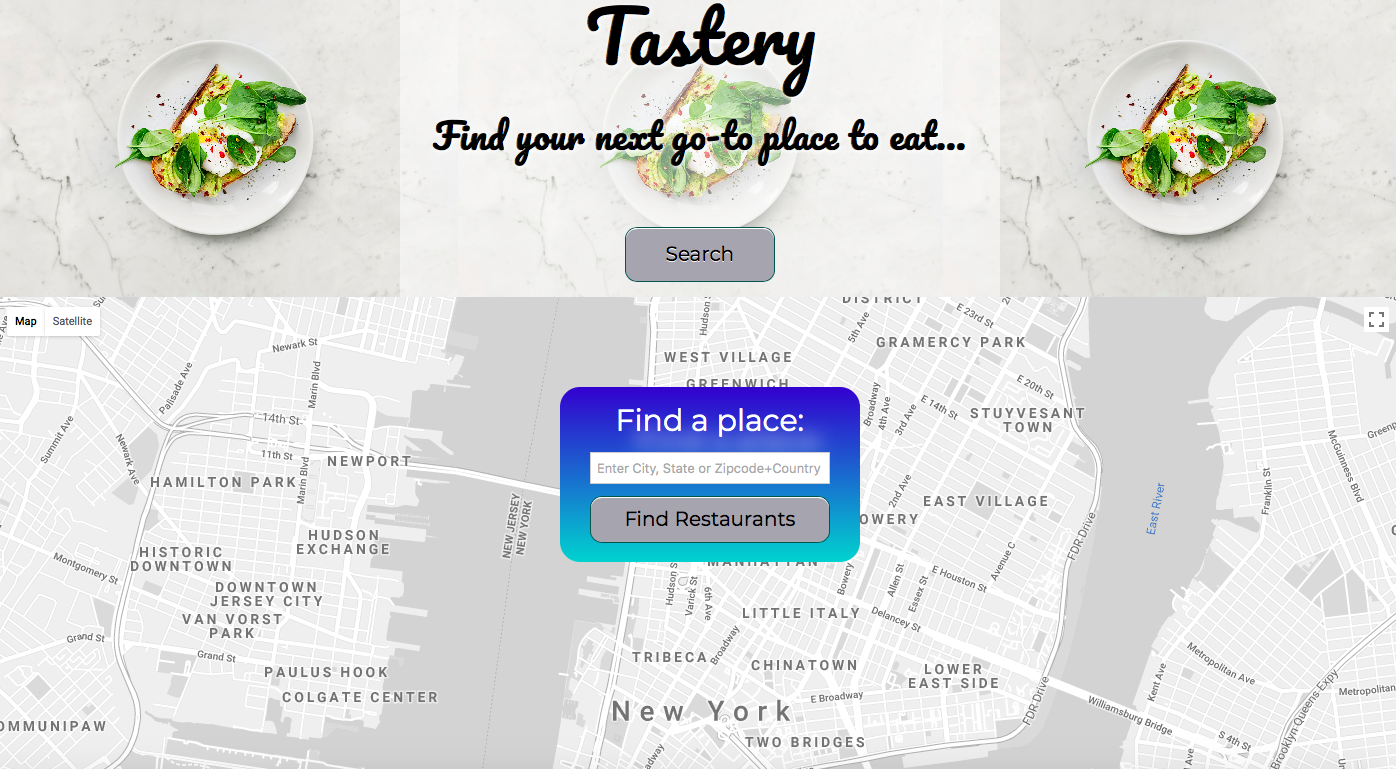 Tastery
Find your next go-to place to eat...
Search
Map
Satellite
DISTRICT
Hudson
E 23rd St
5th Ave
GRAMERCY PARK
Newark St
WEST VILLAGE
Palisade Ave
Marin Blvd
GREENWICH
E 20th St
Broadway
4th Ave
3rd Ave
E 14th St
STUYVESANT
TOWN
14th St
Summit Ave
Newark Ave
11th St
Marin Blvd
NEWPORT
HAMILTON PARK
Find a place:
Enter City, State or Zipcode+Country
Find Restaurants
McGuinness Blvd
Franklin St
2nd Ave
EAST VILLAGE
OWERY
East River
FDR Drive
NEW JERSEY
NEW YORK
HUDSON
EXCHANGE
HISTORIC
DOWNTOWN
Montgomery St
MANHATTAN
Avenue C
DOWNTOWN
JERSEY CITY
Hudson S
Varick St
6th Ave
Bowery
Allen St
Essex St
E Houston St
VAN VORST
PARK
LITTLE ITALY
Delancey St
Grand St
Grand St
TRIBECA
Broadway
CHINATOWN
LOWER
EAST SIDE
Metropolitan Ave
Metropolitan
Kent Ave
PAULUS HOOK
COLGATE CENTER
E Broadway
FDR Drive
Williamsburg Bridge
Brooklyn Queens Expy
S 4th St
OMMUNIPAW
New York
TWO BRIDGES